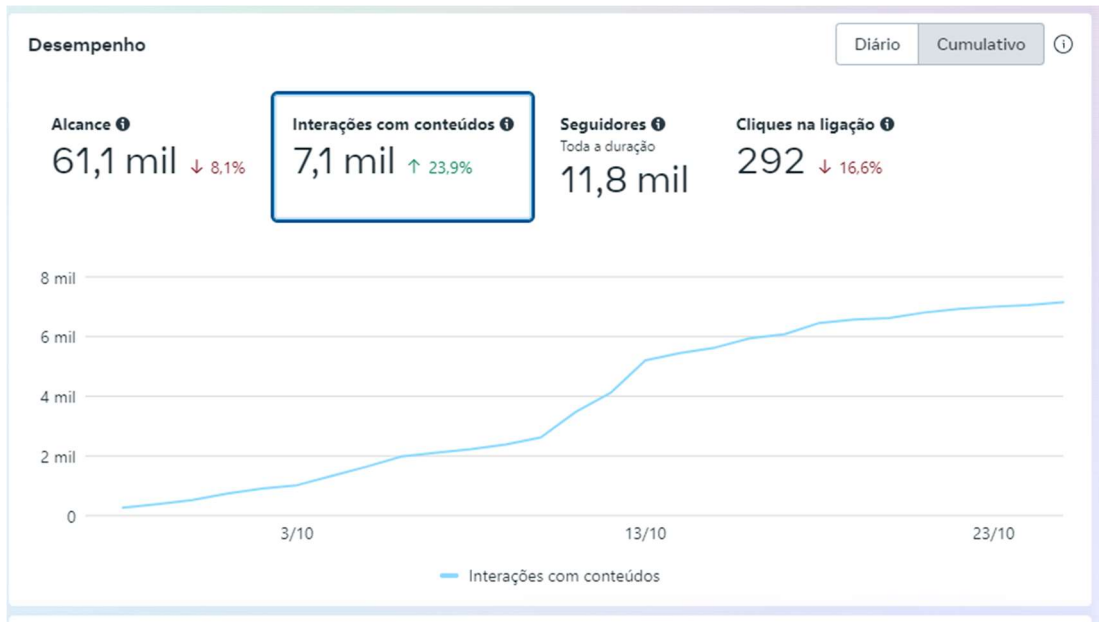 Desempenho
Diário Cumulativo
Alcance
61,1 mil ↓ 8,1%
Interações com conteúdos
7,1 mil ↑ 23,9%
Seguidores
Toda a duração
11,8 mil
Cliques na ligação
292 ↓ 16,6%
8 mil
6 mil
4 mil
2 mil
0
3/10 13/10 23/10
Interações com conteúdos